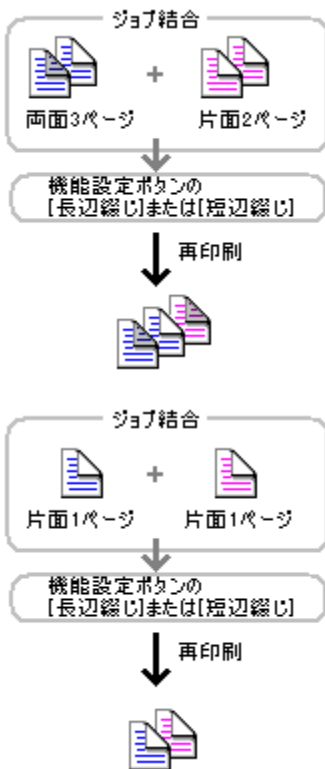 ジョブ結合
+
両面3ページ 片面2ページ
機能設定ボタンの
[長辺綴じ]または[短辺綴じ]
再印刷
ジョブ結合
+
片面1ページ 片面1ページ
機能設定ボタンの
[長辺綴じ]または[短辺綴じ]
再印刷